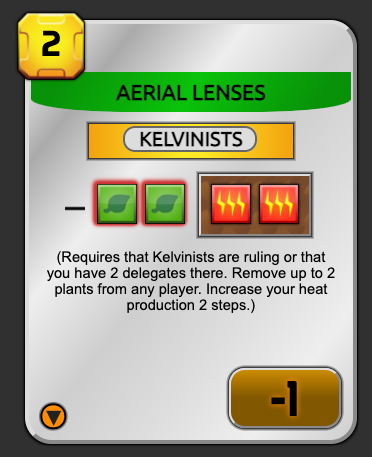 2
AERIAL LENSES
KELVINISTS
–
(Requires that Kelvinists are ruling or that
you have 2 delegates there. Remove up to 2
plants from any player. Increase your heat
production 2 steps.)
-1